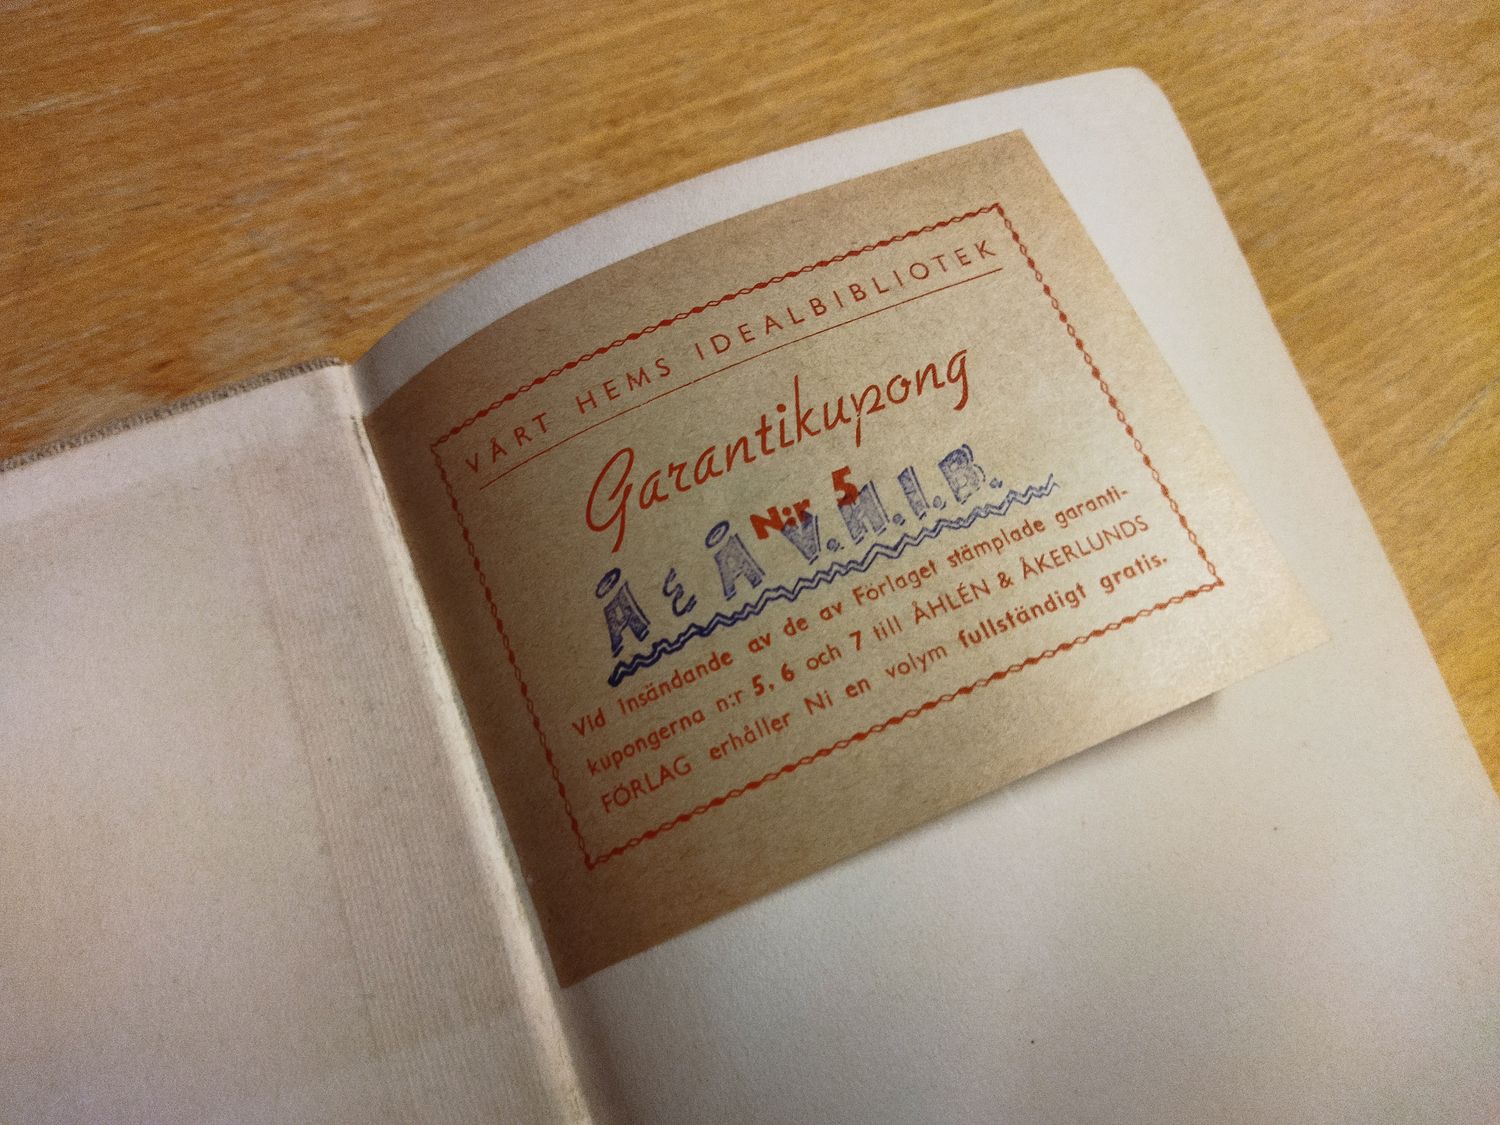 VÅRT HEMS IDEALBIBLIOTEK
Garantikupong
N:r 5
Å & Å V.H.I.B.
Vid Insändande av de av Förlaget stämplade garanti-
kupongerna n:r 5, 6 och 7 till ÅHLÉN & ÅKERLUNDS
FÖRLAG erhåller Ni en volym fullständigt gratis.